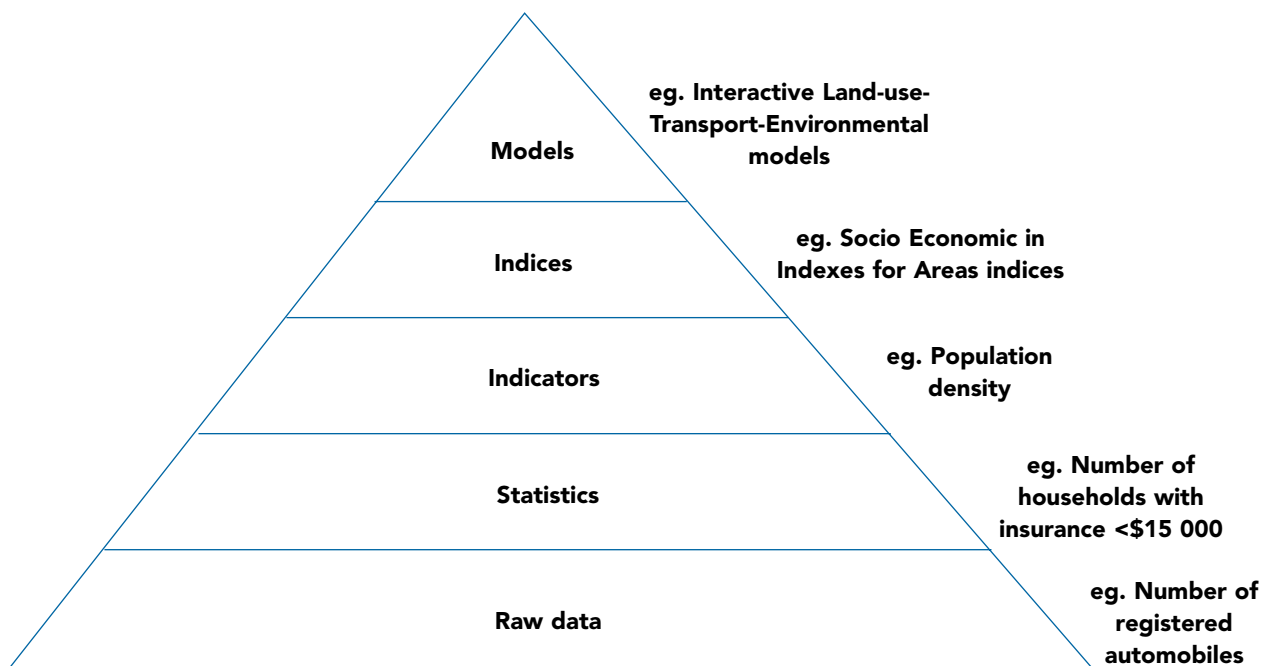 Models
eg. Interactive Land-use-
Transport-Environmental
models
Indices
eg. Socio Economic in
Indexes for Areas indices
Indicators
eg. Population
density
Statistics
eg. Number of
households with
insurance <$15 000
Raw data
eg. Number of
registered
automobiles